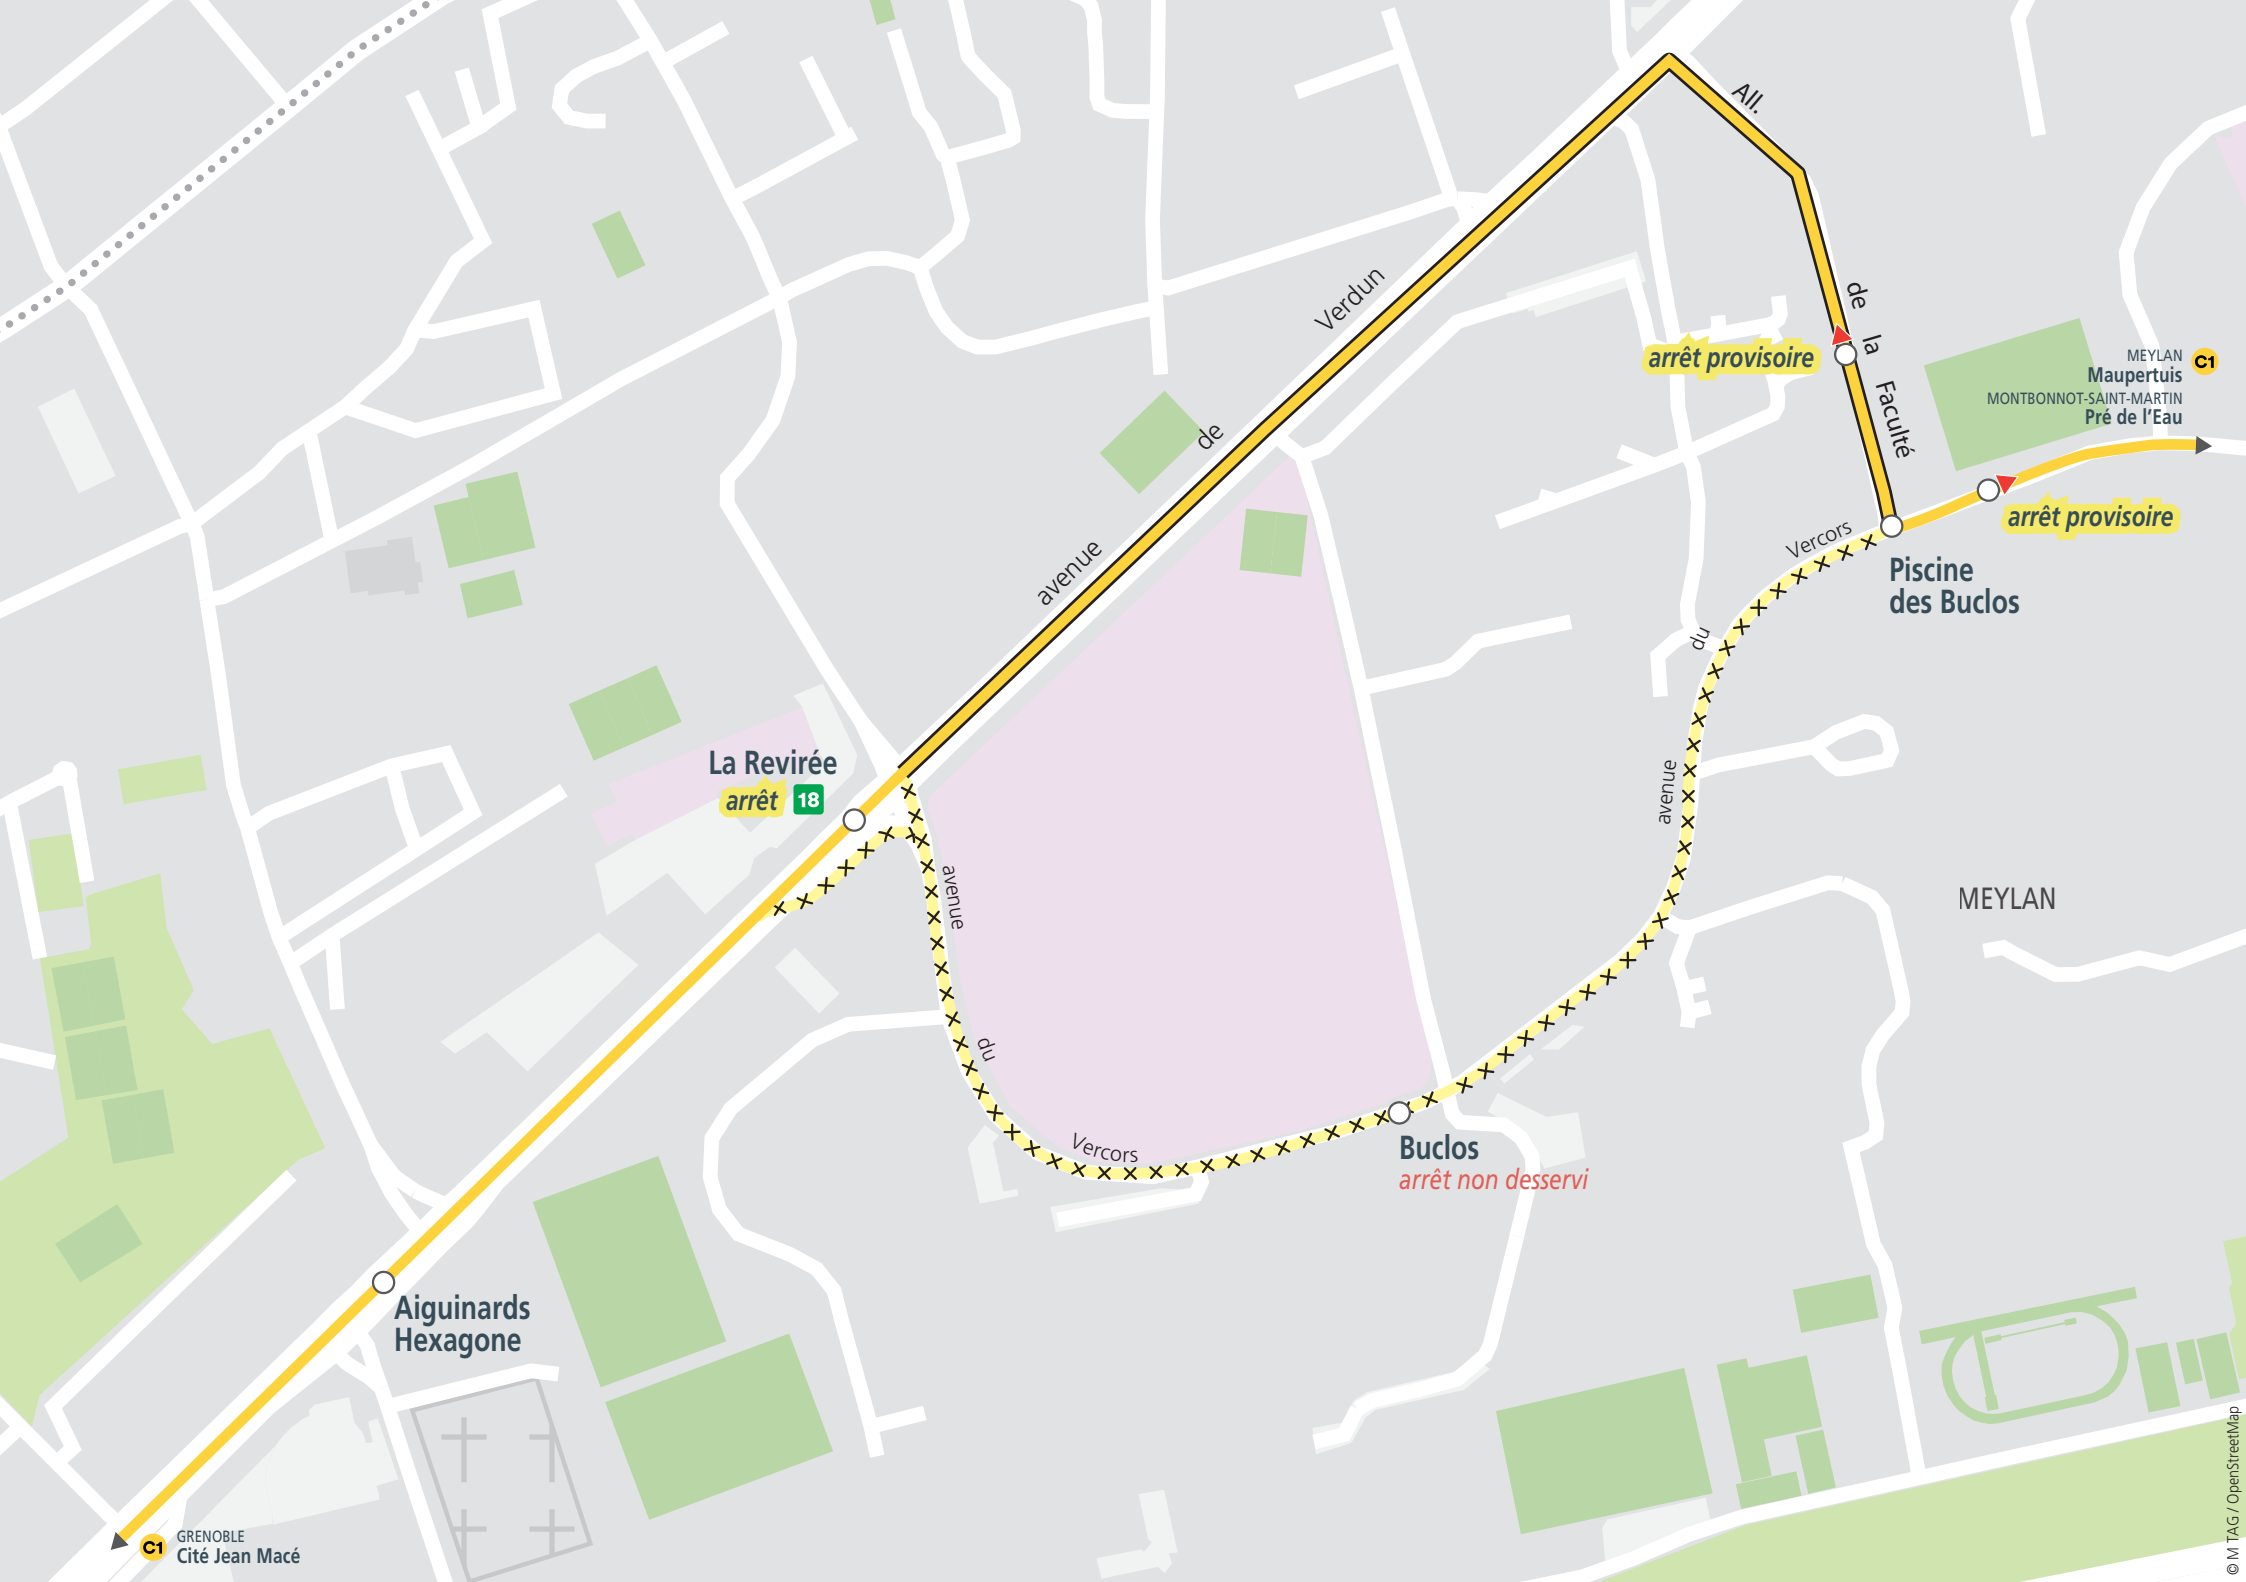 All.
de la Faculté
Verdun
de
avenue
arrêt provisoire
MEYLAN
Maupertuis
C1
MONTBONNOT-SAINT-MARTIN
Pré de l'Eau
arrêt provisoire
Vercors
Piscine
des Buclos
du
avenue
La Revirée
arrêt 18
avenue
du
Vercors
MEYLAN
Buclos
arrêt non desservi
Aiguinards
Hexagone
C1
GRENOBLE
Cité Jean Macé
© M TAG / OpenStreetMap